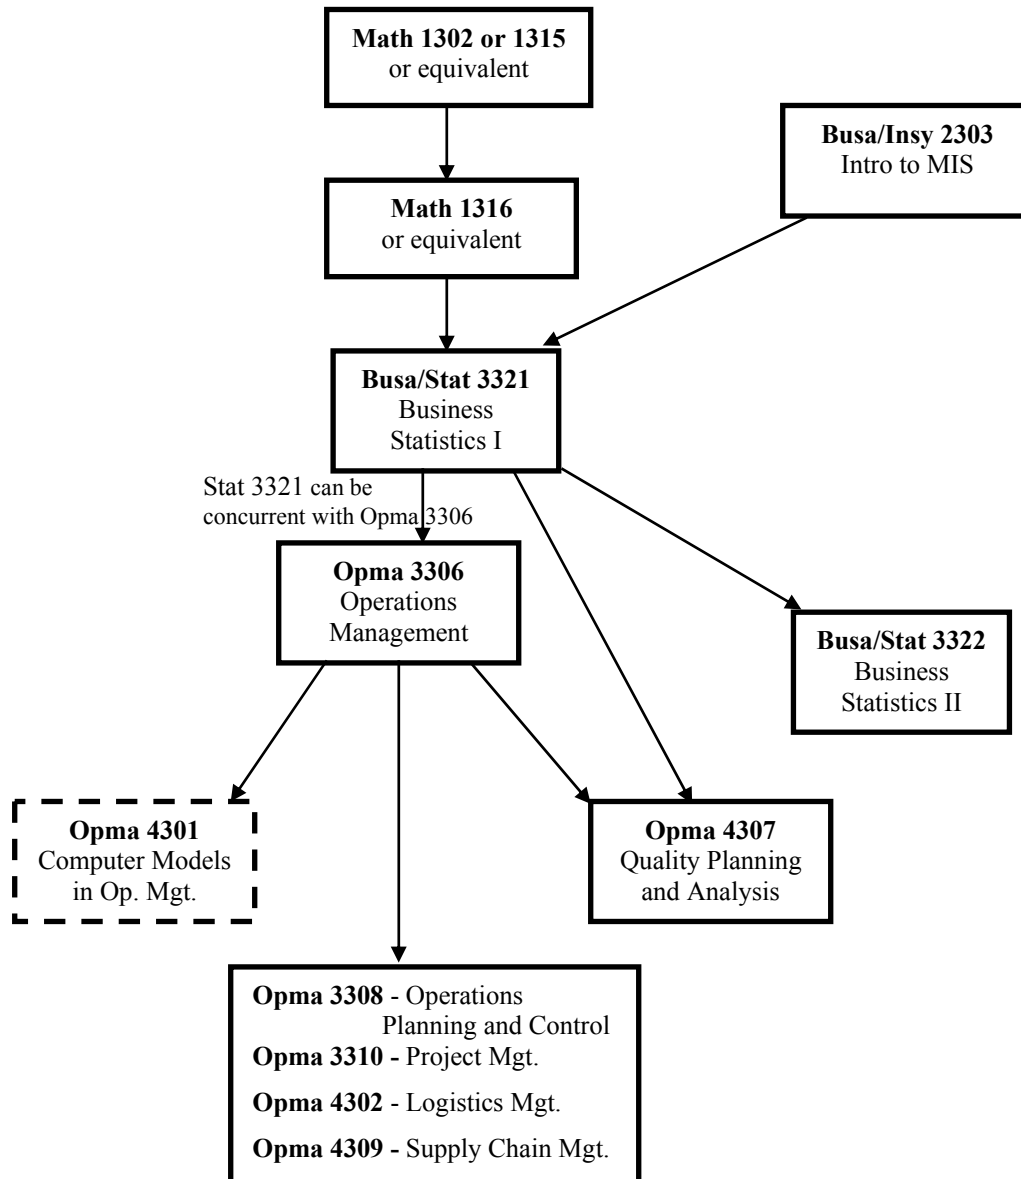 Math 1302 or 1315
or equivalent
Busa/Insy 2303
Intro to MIS
Math 1316
or equivalent
Busa/Stat 3321
Business
Statistics I
Stat 3321 can be
concurrent with Opma 3306
Opma 3306
Operations
Management
Busa/Stat 3322
Business
Statistics II
Opma 4301
Computer Models
in Op. Mgt.
Opma 4307
Quality Planning
and Analysis
Opma 3308 - Operations
Planning and Control
Opma 3310 - Project Mgt.
Opma 4302 - Logistics Mgt.
Opma 4309 - Supply Chain Mgt.